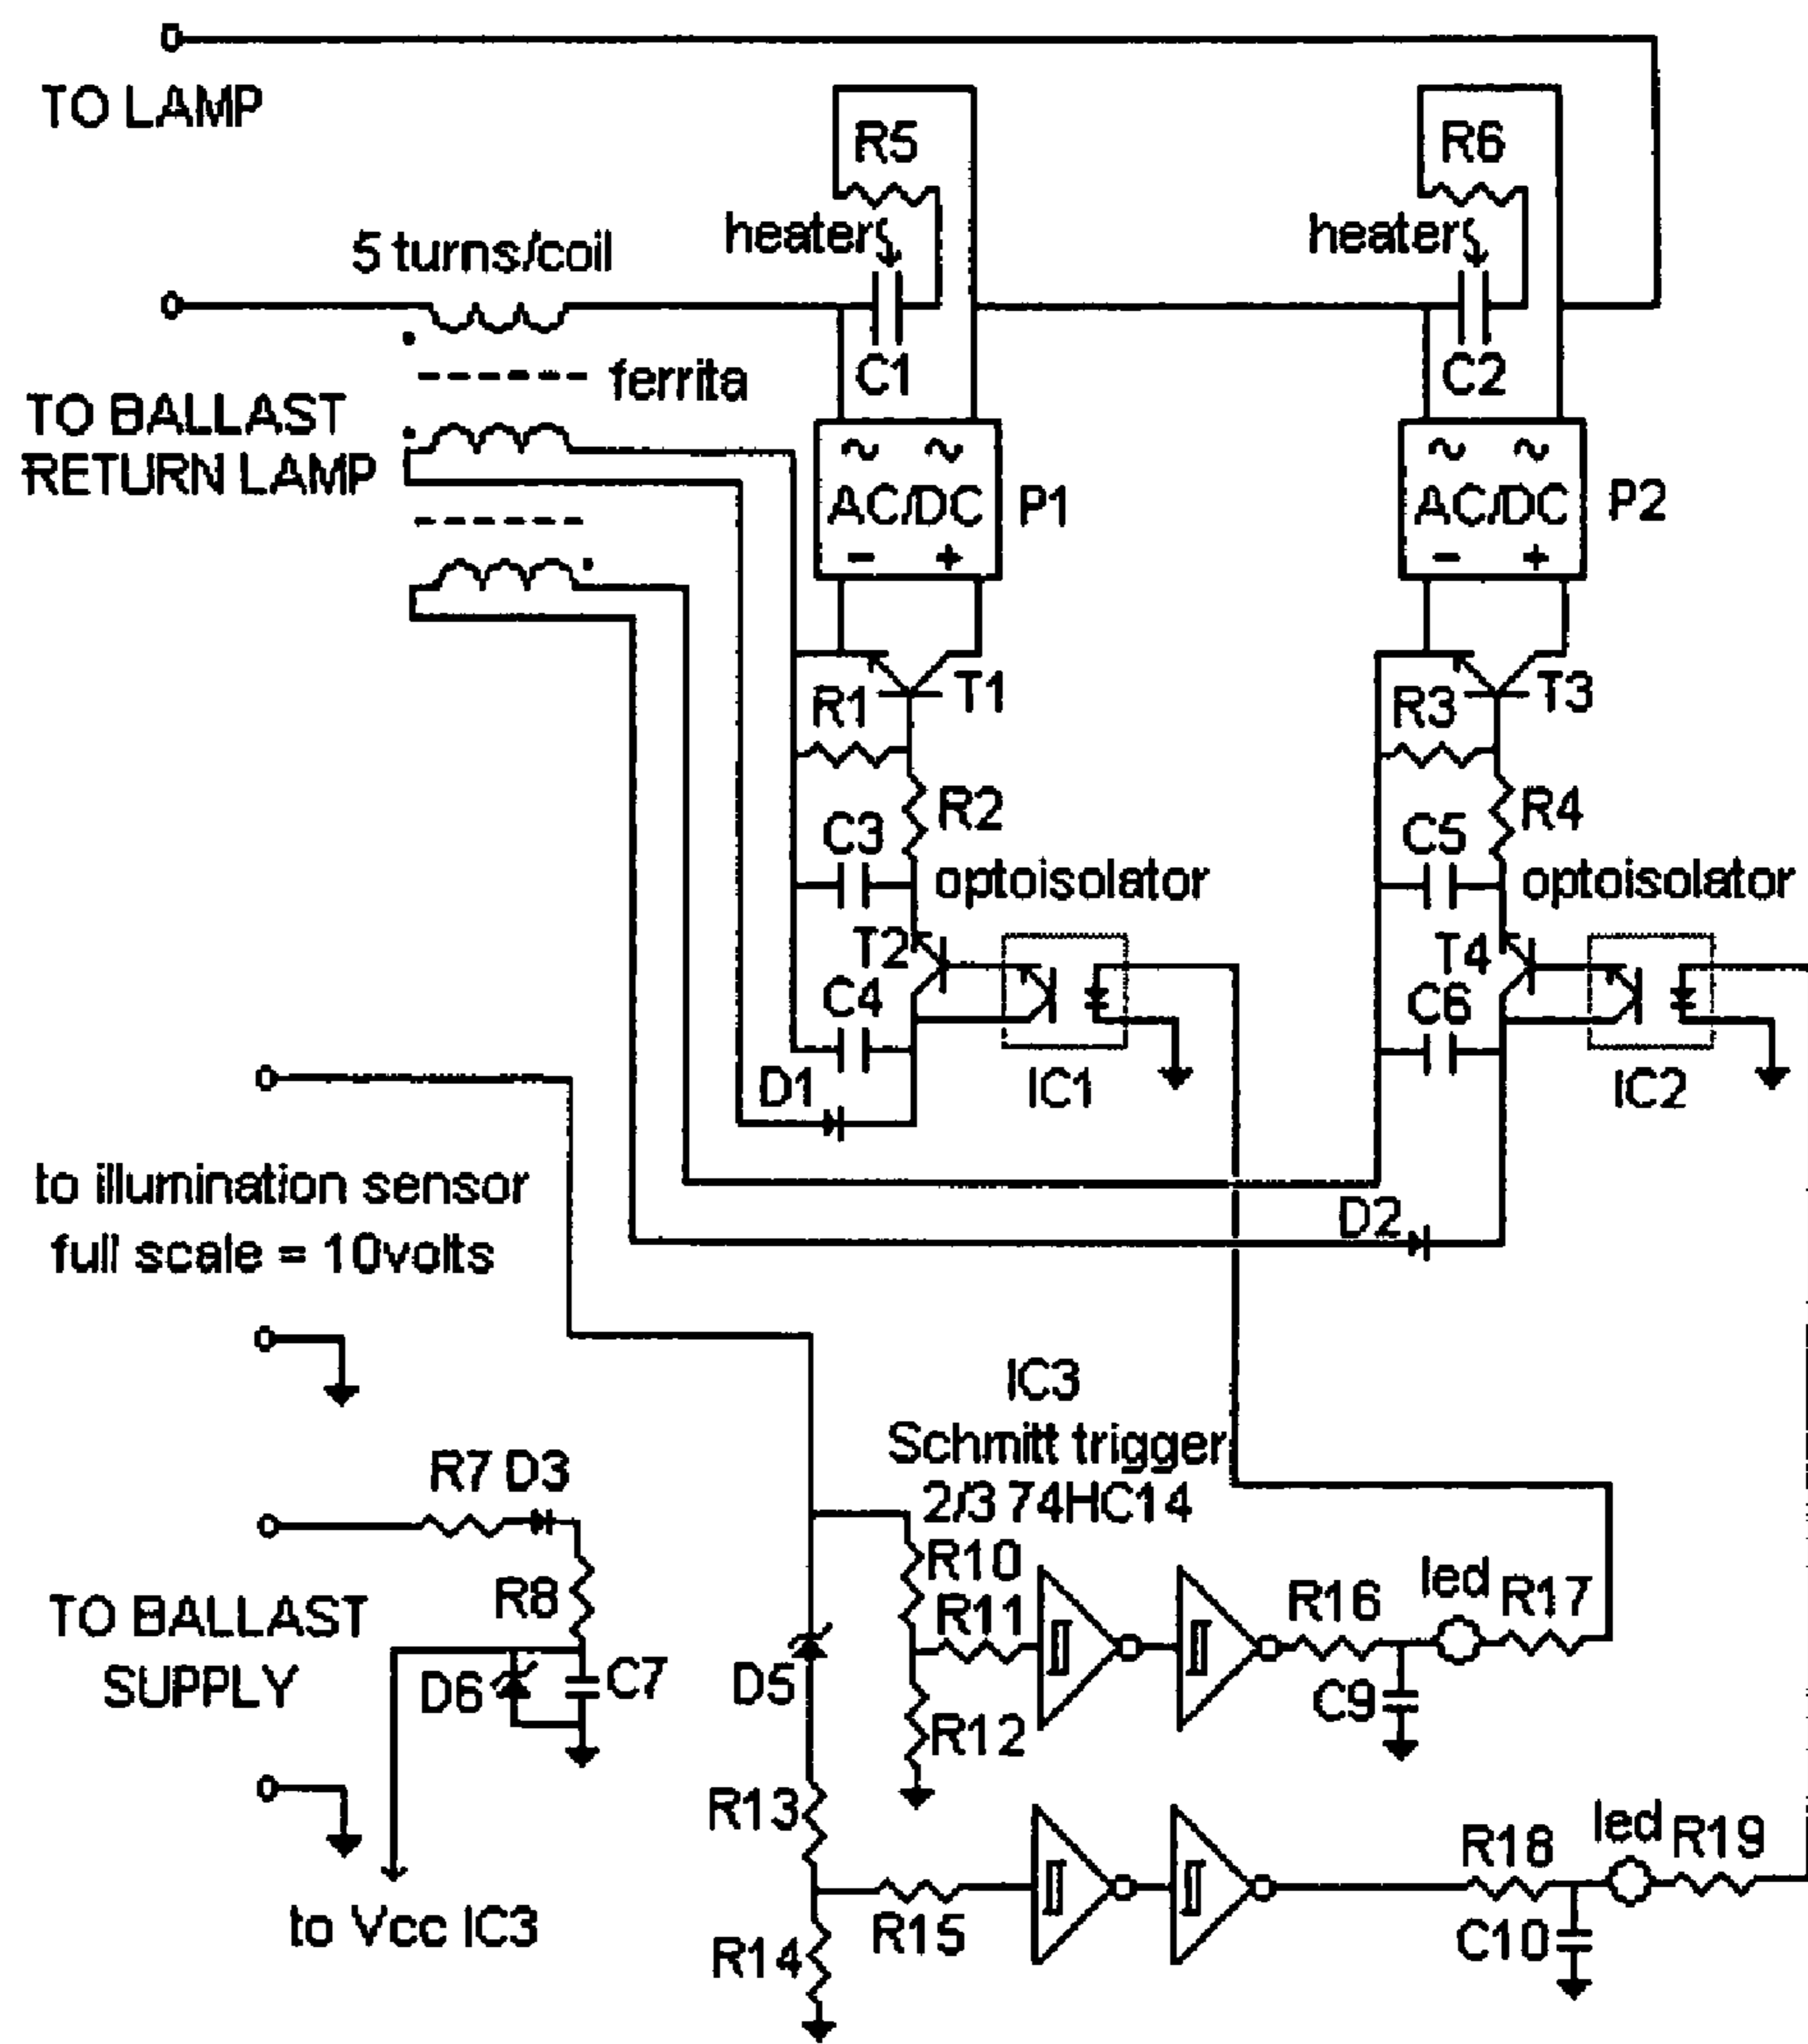 TO LAMP
R5
R6
heater
heater
5 turns/coil
C1
C2
ferrita
TO BALLAST
RETURN LAMP
~ ~
AC/DC
- +
P1
~ ~
AC/DC
- +
P2
T1
T3
R1
R3
R2
R4
C3
C5
optoisolator
optoisolator
T2
T4
C4
C6
D1
IC1
IC2
to illumination sensor
full scale = 10volts
D2
IC3
Schmitt trigger
2/3 74HC14
R7 D3
R8
R10
R11
R16
led
R17
TO BALLAST
SUPPLY
D6
C7
D5
R12
C9
R13
R18
led
R19
to Vcc IC3
R15
R14
C10